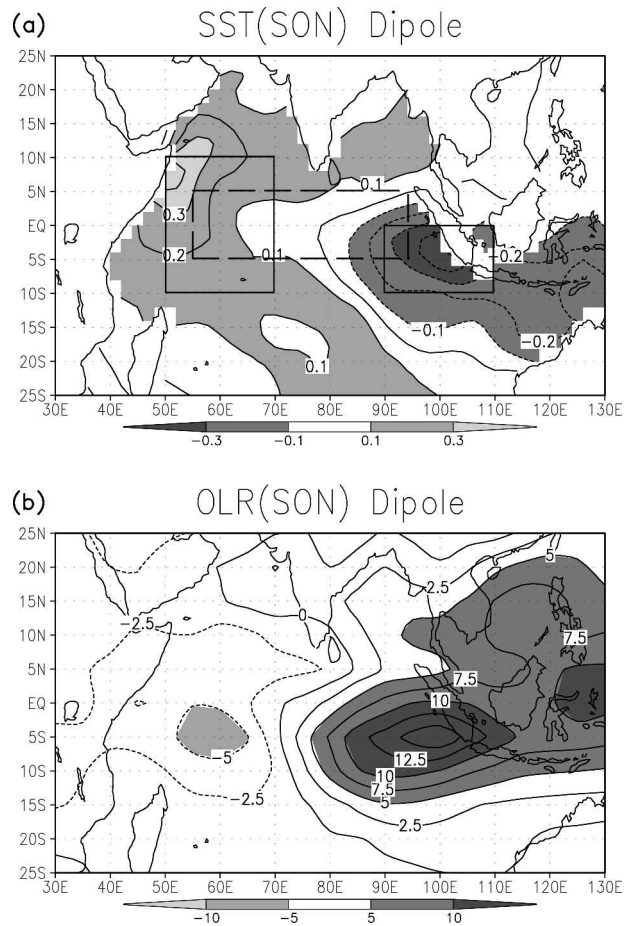 (a) SST(SON) Dipole
25N
20N
15N
10N
5N
EQ
5S
10S
15S
20S
25S
0.1
0.3
0.2
0.1
-0.2
-0.1
-0.2
0.1
30E 40E 50E 60E 70E 80E 90E 100E 110E 120E 130E
-0.3 -0.1 0.1 0.3
(b) OLR(SON) Dipole
25N
20N
15N
10N
5N
EQ
5S
10S
15S
20S
25S
5
2.5
-2.5
0
7.5
7.5
10
-5
12.5
10
-2.5
7.5
5
2.5
30E 40E 50E 60E 70E 80E 90E 100E 110E 120E 130E
-10 -5 5 10